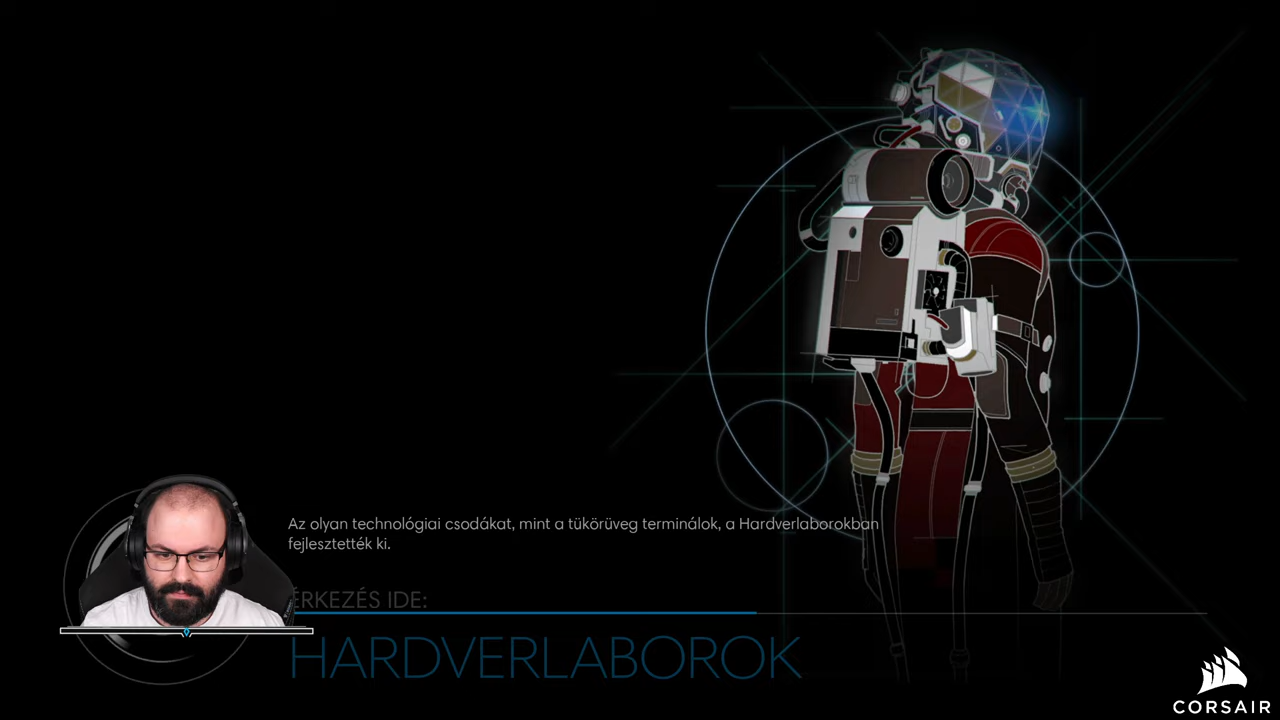 Az olyan technológiai csodákat, mint a tükörüveg terminálok, a Hardverlaborokban
fejlesztették ki.
ÉRKEZÉS IDE:
HARDVERLABOROK
CORSAIR